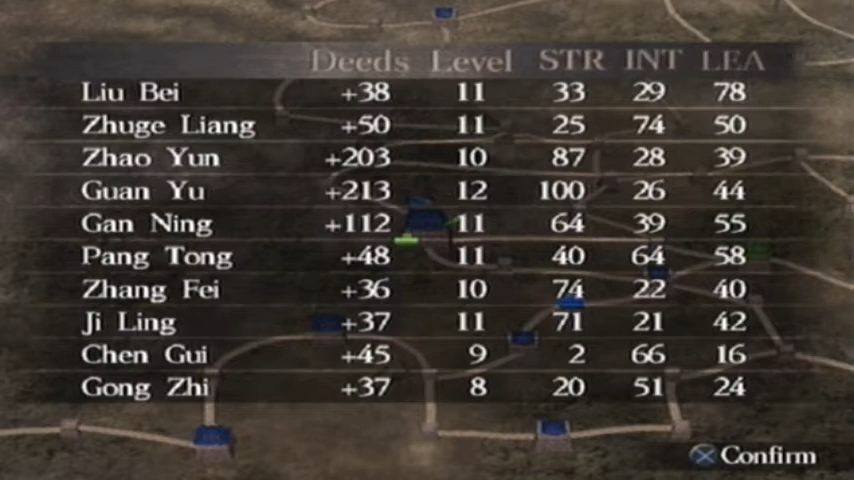 Deeds Level STR INT LEA
Liu Bei +38 11 33 29 78
Zhuge Liang +50 11 25 74 50
Zhao Yun +203 10 87 28 39
Guan Yu +213 12 100 26 44
Gan Ning +112 11 64 39 55
Pang Tong +48 11 40 64 58
Zhang Fei +36 10 74 22 40
Ji Ling +37 11 71 21 42
Chen Gui +45 9 2 66 16
Gong Zhi +37 8 20 51 24
Confirm